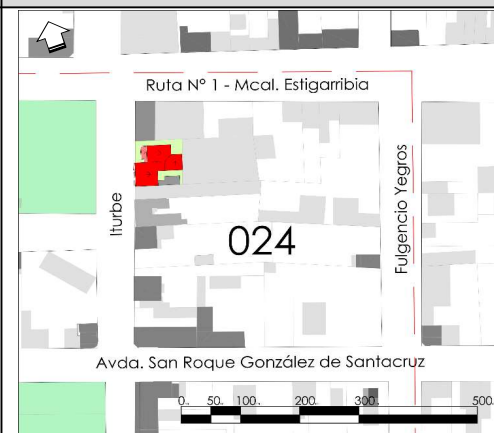 Ruta Nº 1 - Mcal. Estigarribia
Iturbe
Fulgencio Yegros
024
Avda. San Roque González de Santacruz
0. 50. 100. 200. 300. 500.